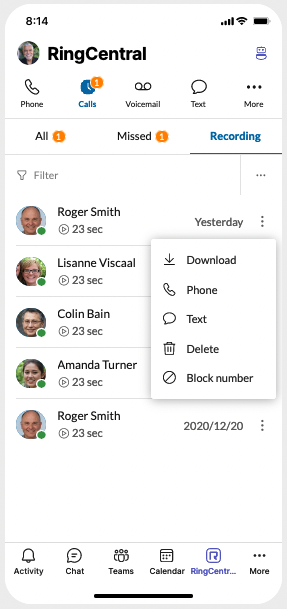 8:14
RingCentral
Phone
1
Calls
Voicemail
Text
More
All 1
Missed 1
Recording
Filter
Roger Smith
23 sec
Yesterday
Lisanne Viscaal
23 sec
Colin Bain
23 sec
Amanda Turner
23 sec
Download
Phone
Text
Delete
Block number
Roger Smith
23 sec
2020/12/20
Activity
Chat
Teams
Calendar
RingCentr...
More